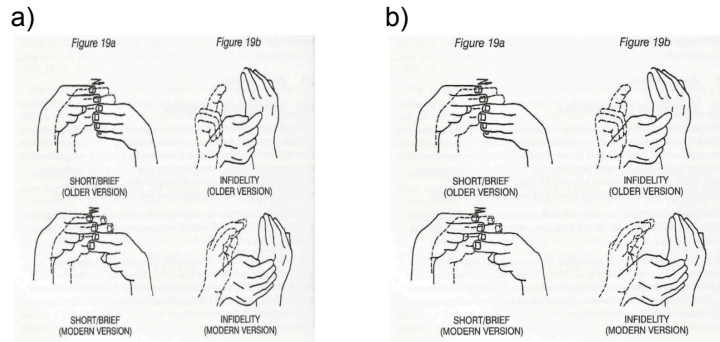 a) b)
Figure 19a Figure 19b Figure 19a Figure 19b
SHORT/BRIEF INFIDELITY SHORT/BRIEF INFIDELITY
(OLDER VERSION) (OLDER VERSION) (OLDER VERSION) (OLDER VERSION)
SHORT/BRIEF INFIDELITY SHORT/BRIEF INFIDELITY
(MODERN VERSION) (MODERN VERSION) (MODERN VERSION) (MODERN VERSION)